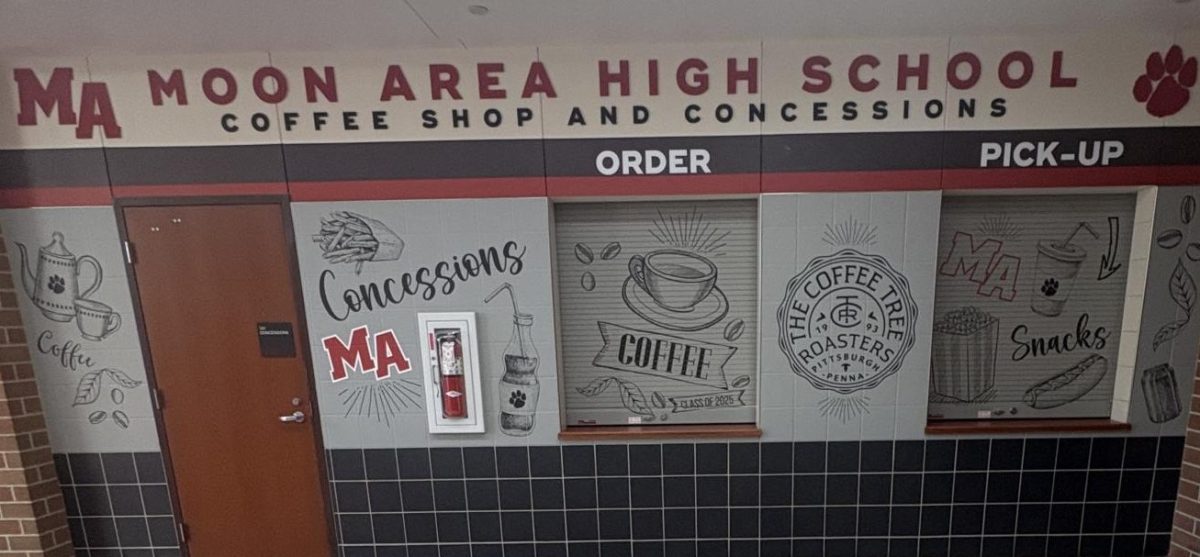 MA
MOON AREA HIGH SCHOOL
COFFEE SHOP AND CONCESSIONS
ORDER
PICK-UP
Coffee
CONCESSIONS
Concessions
MA
COFFEE
CLASS OF 2025
THE COFFEE TREE
ROASTERS
19 93
PITTSBURGH
PENNA
MA
Snacks